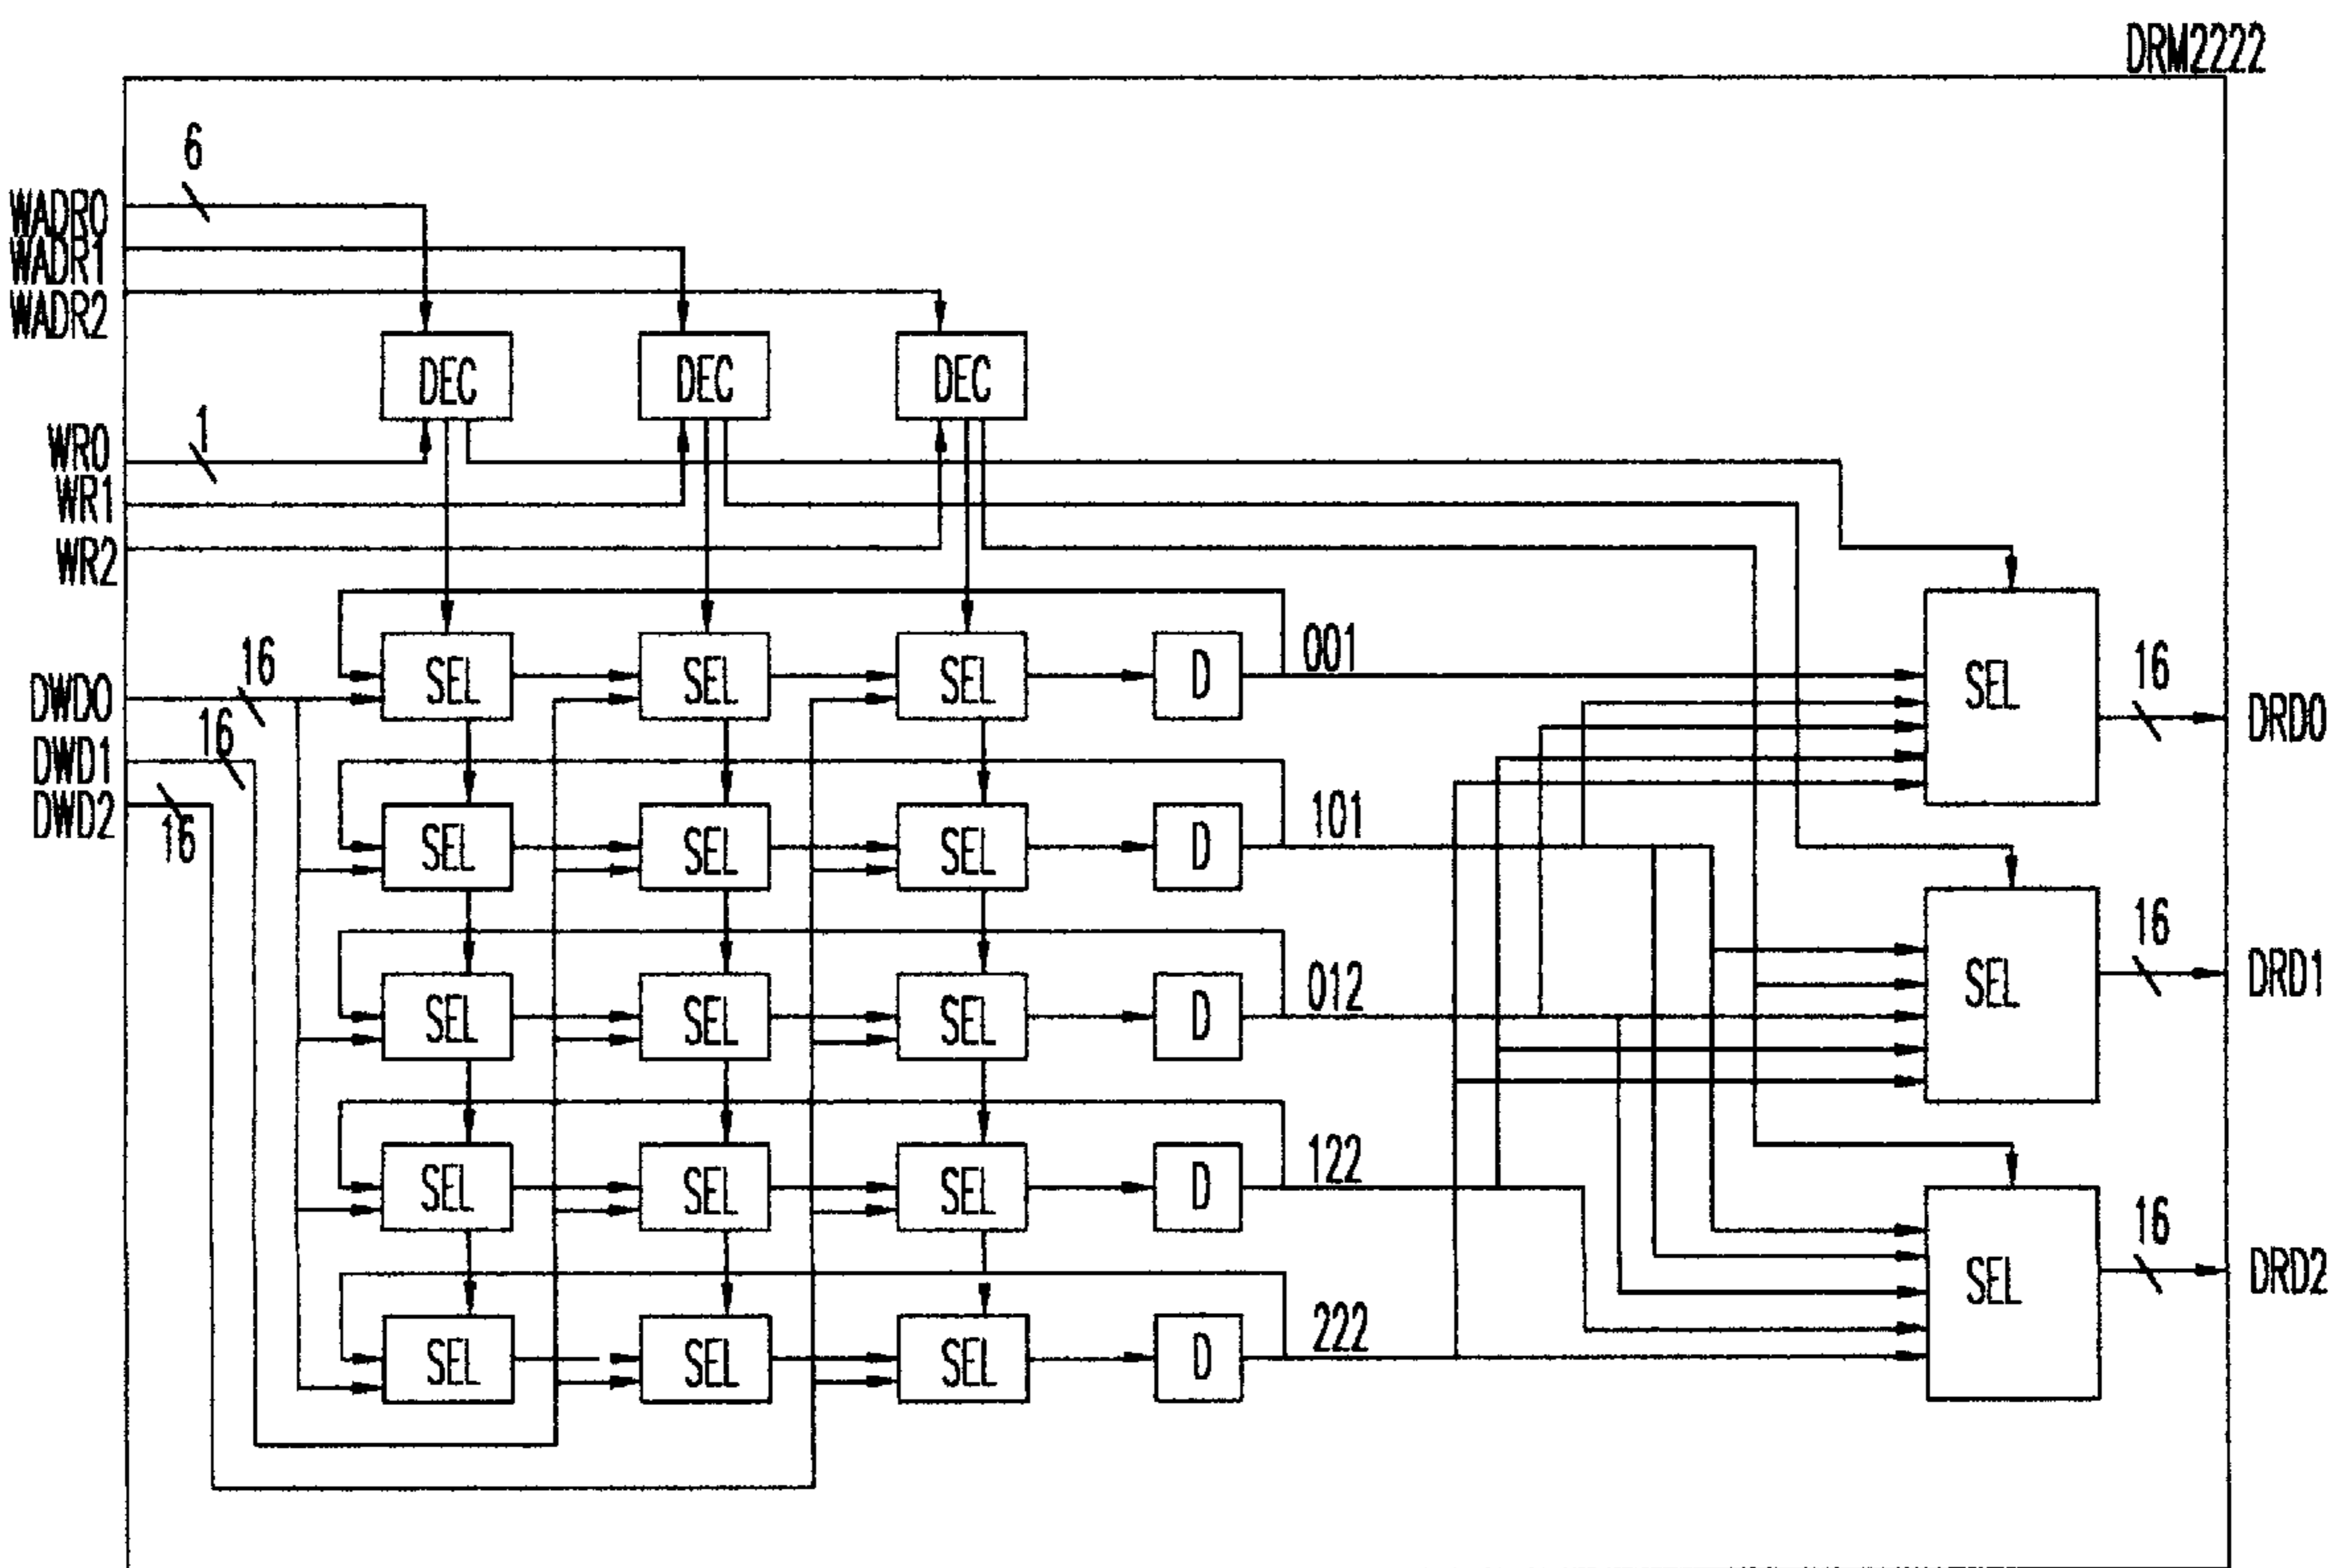 DRM2222
6
WADR0
WADR1
WADR2
DEC DEC DEC
1
WR0
WR1
WR2
SEL SEL SEL D 001 SEL 16 DRD0
16
DWD0
16
DWD1
DWD2
16
SEL SEL SEL D 101
SEL SEL SEL D 012 SEL 16 DRD1
SEL SEL SEL D 122
SEL 16 DRD2
SEL SEL SEL D 222